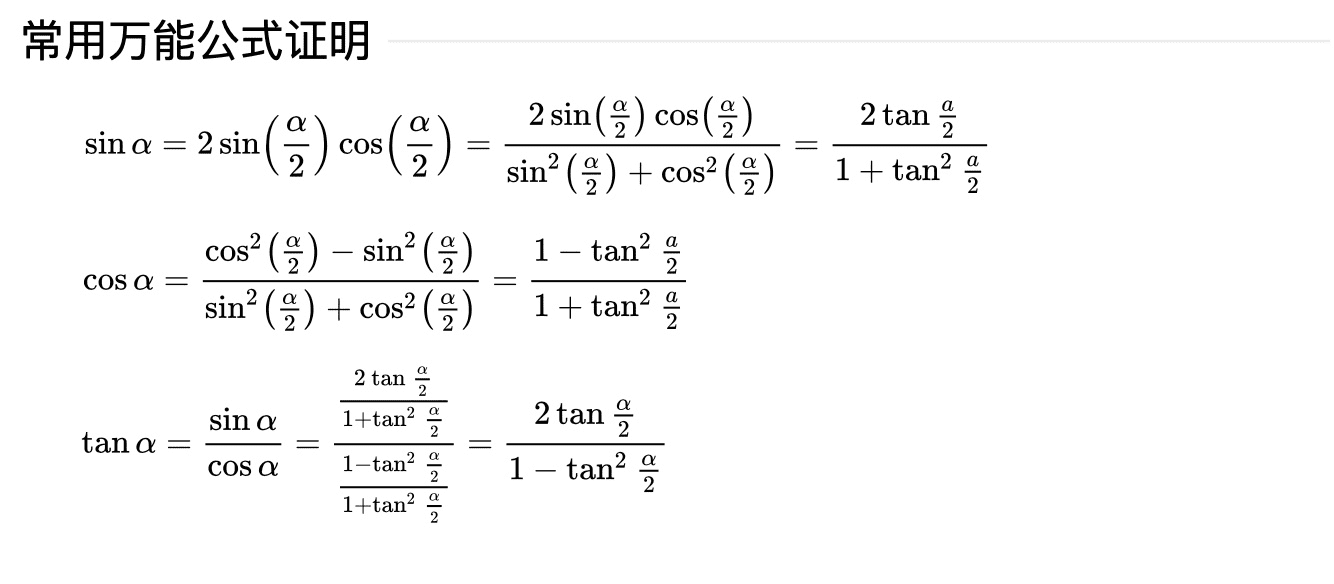 常用万能公式证明
\sin\alpha = 2\sin\left(\frac{\alpha}{2}\right)\cos\left(\frac{\alpha}{2}\right) = \frac{2\sin\left(\frac{\alpha}{2}\right)\cos\left(\frac{\alpha}{2}\right)}{\sin^2\left(\frac{\alpha}{2}\right)+\cos^2\left(\frac{\alpha}{2}\right)} = \frac{2\tan\frac{a}{2}}{1+\tan^2\frac{a}{2}}
\cos\alpha = \frac{\cos^2\left(\frac{\alpha}{2}\right)-\sin^2\left(\frac{\alpha}{2}\right)}{\sin^2\left(\frac{\alpha}{2}\right)+\cos^2\left(\frac{\alpha}{2}\right)} = \frac{1-\tan^2\frac{a}{2}}{1+\tan^2\frac{a}{2}}
\tan\alpha = \frac{\sin\alpha}{\cos\alpha} = \frac{\frac{2\tan\frac{\alpha}{2}}{1+\tan^2\frac{\alpha}{2}}}{\frac{1-\tan^2\frac{\alpha}{2}}{1+\tan^2\frac{\alpha}{2}}} = \frac{2\tan\frac{\alpha}{2}}{1-\tan^2\frac{\alpha}{2}}